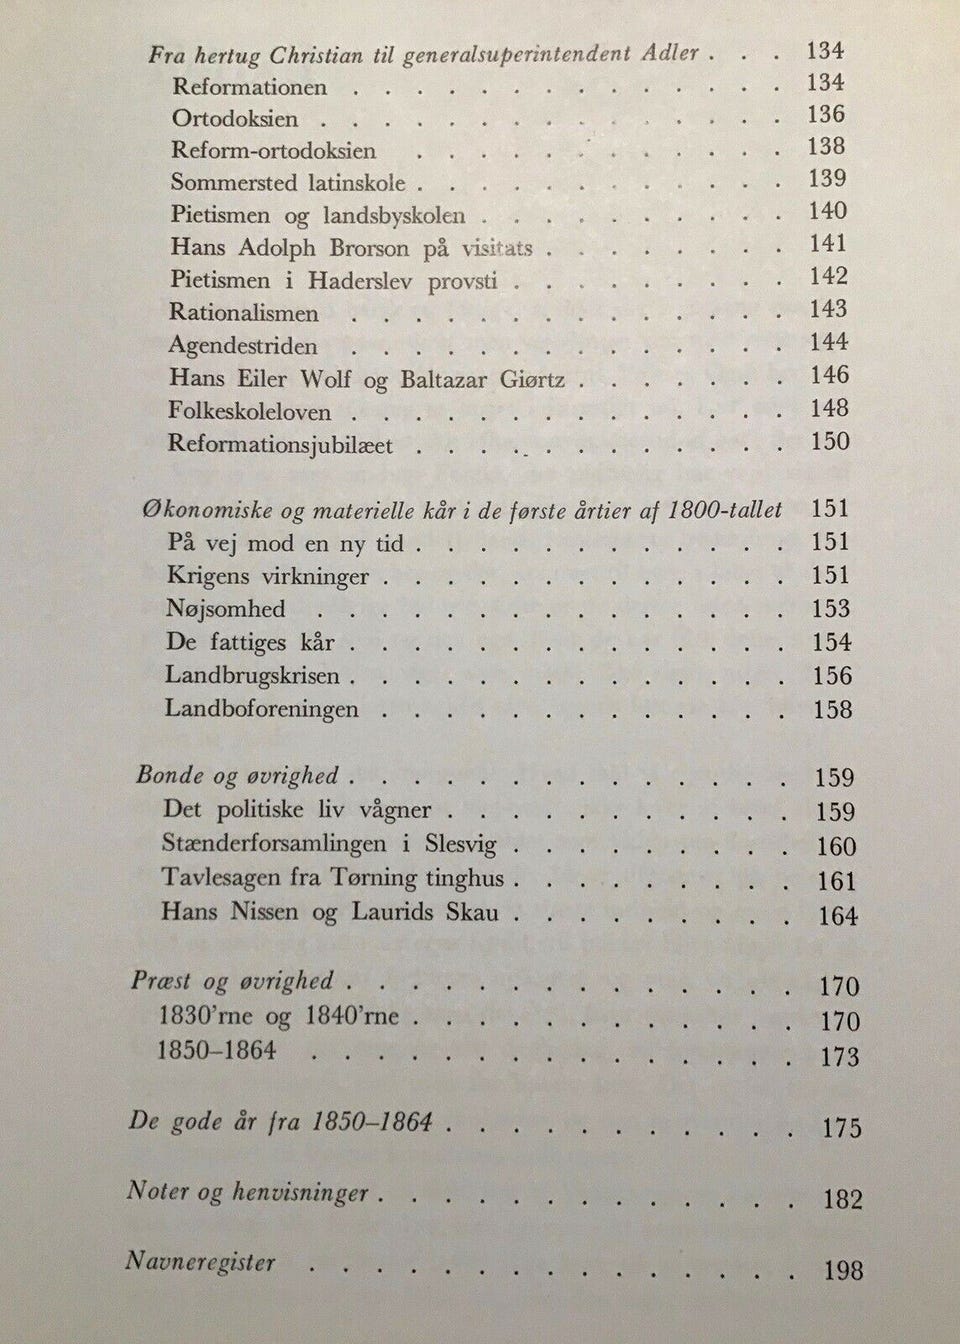 Fra hertug Christian til generalsuperintendent Adler . . . 134
Reformationen . . . . . . . . . . . . . . 134
Ortodoksien . . . . . . . . . . . . . . . 136
Reform-ortodoksien . . . . . . . . . . . . 138
Sommersted latinskole . . . . . . . . . . . . 139
Pietismen og landsbyskolen . . . . . . . . . . 140
Hans Adolph Brorson på visitats . . . . . . . . 141
Pietismen i Haderslev provsti . . . . . . . . . 142
Rationalismen . . . . . . . . . . . . . . 143
Agendestriden . . . . . . . . . . . . . . 144
Hans Eiler Wolf og Baltazar Giørtz . . . . . . . 146
Folkeskoleloven . . . . . . . . . . . . . . 148
Reformationsjubilæet . . . . . . . . . . . . 150
Økonomiske og materielle kår i de første årtier af 1800-tallet 151
På vej mod en ny tid . . . . . . . . . . . . 151
Krigens virkninger . . . . . . . . . . . . . 151
Nøjsomhed . . . . . . . . . . . . . . . 153
De fattiges kår . . . . . . . . . . . . . . 154
Landbrugskrisen . . . . . . . . . . . . . . 156
Landboforeningen . . . . . . . . . . . . . 158
Bonde og øvrighed . . . . . . . . . . . . . . 159
Det politiske liv vågner . . . . . . . . . . . 159
Stænderforsamlingen i Slesvig . . . . . . . . . 160
Tavlesagen fra Tørning tinghus . . . . . . . . . 161
Hans Nissen og Laurids Skau . . . . . . . . . 164
Præst og øvrighed . . . . . . . . . . . . . . 170
1830’rne og 1840’rne . . . . . . . . . . . . 170
1850–1864 . . . . . . . . . . . . . . . 173
De gode år fra 1850–1864 . . . . . . . . . . . 175
Noter og henvisninger . . . . . . . . . . . . . 182
Navneregister . . . . . . . . . . . . . . . 198